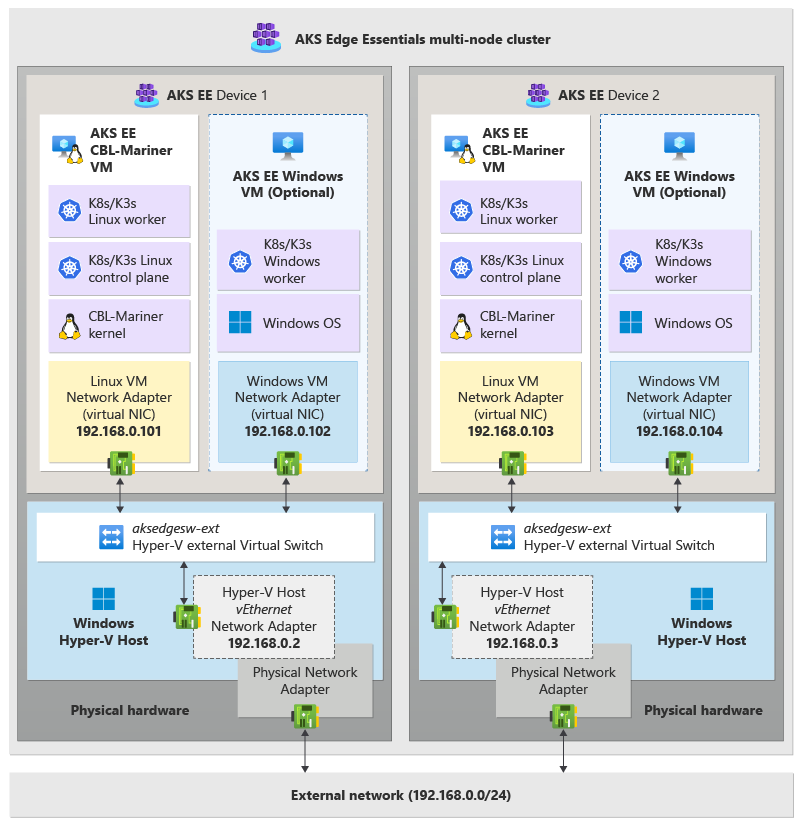 AKS Edge Essentials multi-node cluster
AKS EE Device 1
AKS EE
CBL-Mariner
VM
K8s/K3s
Linux worker
K8s/K3s Linux
control plane
CBL-Mariner
kernel
Linux VM
Network Adapter
(virtual NIC)
192.168.0.101
AKS EE Windows
VM (Optional)
K8s/K3s
Windows
worker
Windows OS
Windows VM
Network Adapter
(virtual NIC)
192.168.0.102
aksedgesw-ext
Hyper-V external Virtual Switch
Windows
Hyper-V Host
Hyper-V Host
vEthernet
Network Adapter
192.168.0.2
Physical Network
Adapter
Physical hardware
AKS EE Device 2
AKS EE
CBL-Mariner
VM
K8s/K3s
Linux worker
K8s/K3s Linux
control plane
CBL-Mariner
kernel
Linux VM
Network Adapter
(virtual NIC)
192.168.0.103
AKS EE Windows
VM (Optional)
K8s/K3s
Windows
worker
Windows OS
Windows VM
Network Adapter
(virtual NIC)
192.168.0.104
aksedgesw-ext
Hyper-V external Virtual Switch
Hyper-V Host
vEthernet
Network Adapter
192.168.0.3
Windows
Hyper-V Host
Physical Network
Adapter
Physical hardware
External network (192.168.0.0/24)